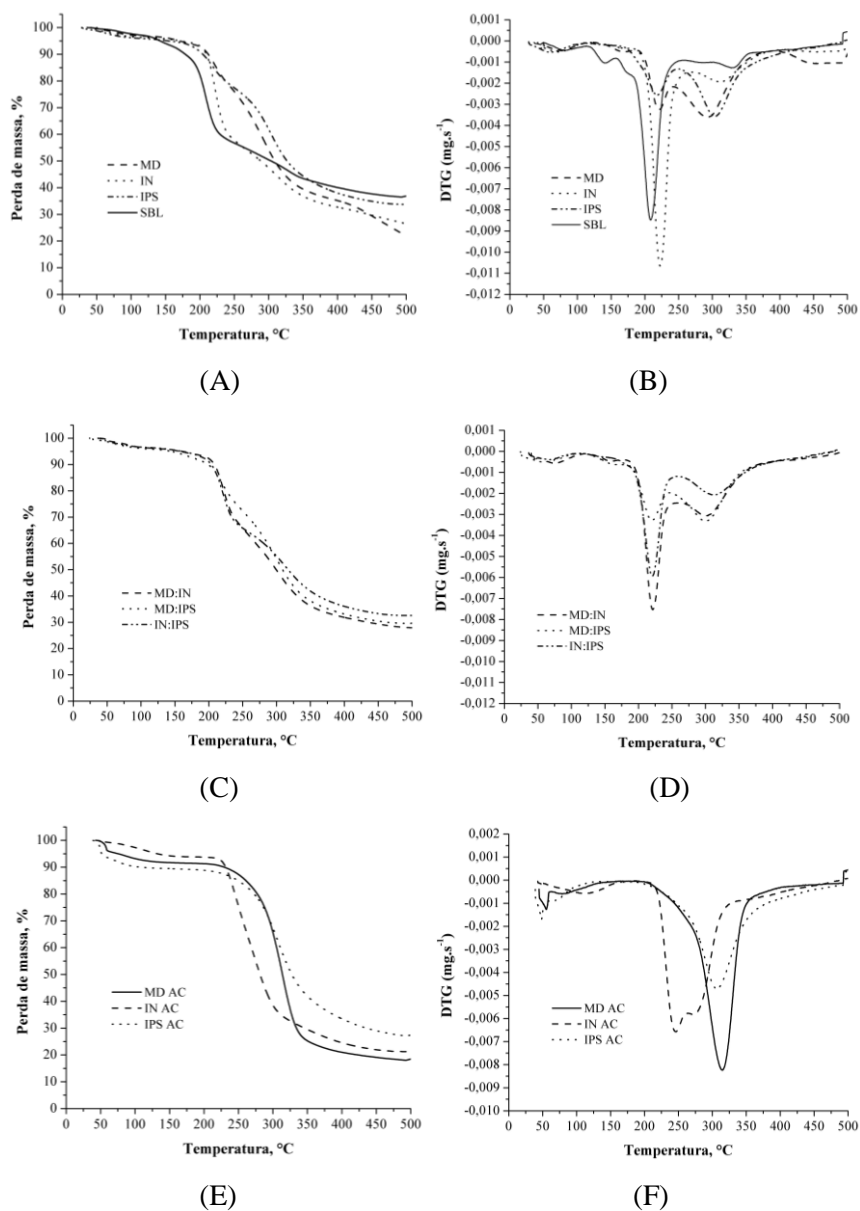 100
90
80
70
60
50
40
30
20
10
0
Perda de massa, %
MD
IN
IPS
SBL
0 50 100 150 200 250 300 350 400 450 500
Temperatura, °C
(A)
0,001
0,000
-0,001
-0,002
-0,003
-0,004
-0,005
-0,006
-0,007
-0,008
-0,009
-0,010
-0,011
-0,012
DTG (mg.s⁻¹)
MD
IN
IPS
SBL
0 50 100 150 200 250 300 350 400 450 500
Temperatura, °C
(B)
100
90
80
70
60
50
40
30
20
10
0
Perda de massa, %
MD:IN
MD:IPS
IN:IPS
0 50 100 150 200 250 300 350 400 450 500
Temperatura, °C
(C)
0,001
0,000
-0,001
-0,002
-0,003
-0,004
-0,005
-0,006
-0,007
-0,008
-0,009
-0,010
-0,011
-0,012
DTG (mg.s⁻¹)
MD:IN
MD:IPS
IN:IPS
0 50 100 150 200 250 300 350 400 450 500
Temperatura, °C
(D)
100
90
80
70
60
50
40
30
20
10
0
Perda de massa, %
MD AC
IN AC
IPS AC
0 50 100 150 200 250 300 350 400 450 500
Temperatura, °C
(E)
0,002
0,001
0,000
-0,001
-0,002
-0,003
-0,004
-0,005
-0,006
-0,007
-0,008
-0,009
-0,010
DTG (mg.s⁻¹)
MD AC
IN AC
IPS AC
0 50 100 150 200 250 300 350 400 450 500
Temperatura, °C
(F)